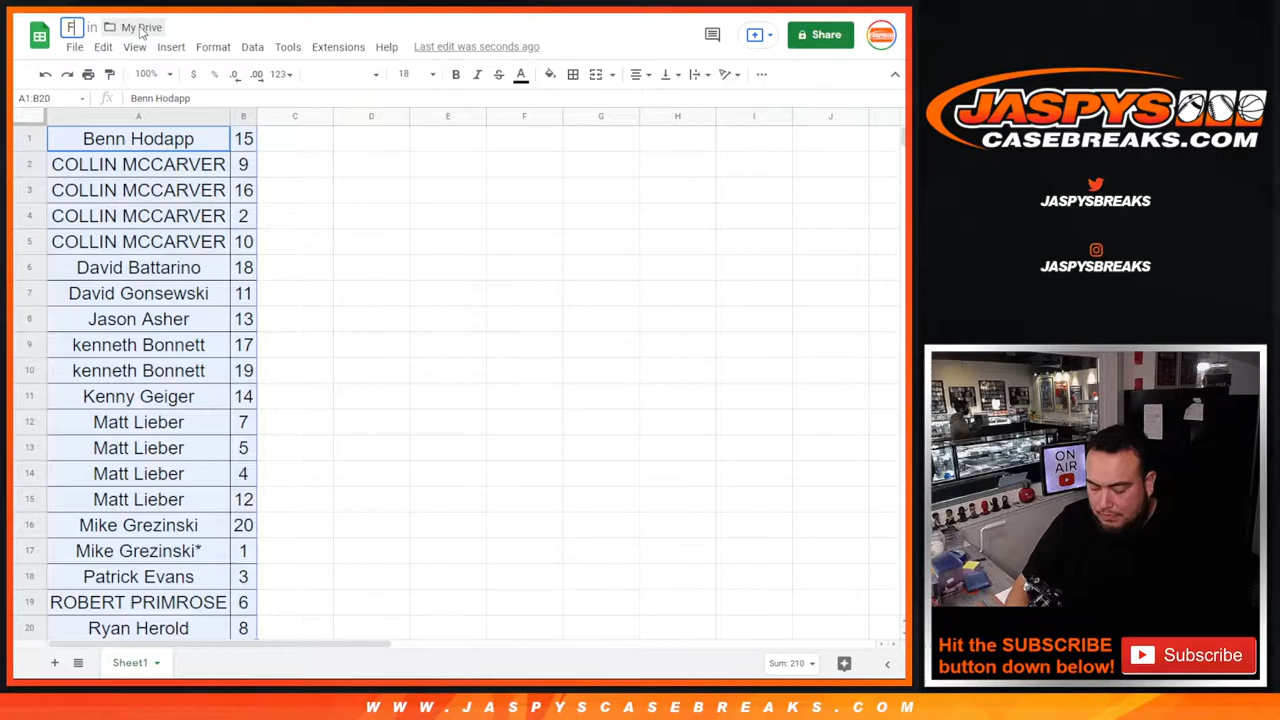 F in My Drive
File Edit View Insert Format Data Tools Extensions Help Last edit was seconds ago
Share
100% $ % .0 .00 123 18 B I S A
A1:B20 fx Benn Hodapp
A B C D E F G H I J
1 Benn Hodapp 15
2 COLLIN MCCARVER 9
3 COLLIN MCCARVER 16
4 COLLIN MCCARVER 2
5 COLLIN MCCARVER 10
6 David Battarino 18
7 David Gonsewski 11
8 Jason Asher 13
9 kenneth Bonnett 17
10 kenneth Bonnett 19
11 Kenny Geiger 14
12 Matt Lieber 7
13 Matt Lieber 5
14 Matt Lieber 4
15 Matt Lieber 12
16 Mike Grezinski 20
17 Mike Grezinski* 1
18 Patrick Evans 3
19 ROBERT PRIMROSE 6
20 Ryan Herold 8
Sheet1
Sum: 210
JASPYS
CASEBREAKS.COM
JASPYSBREAKS
JASPYSBREAKS
ON
AIR
Hit the SUBSCRIBE
button down below!
Subscribe
WWW.JASPYSCASEBREAKS.COM